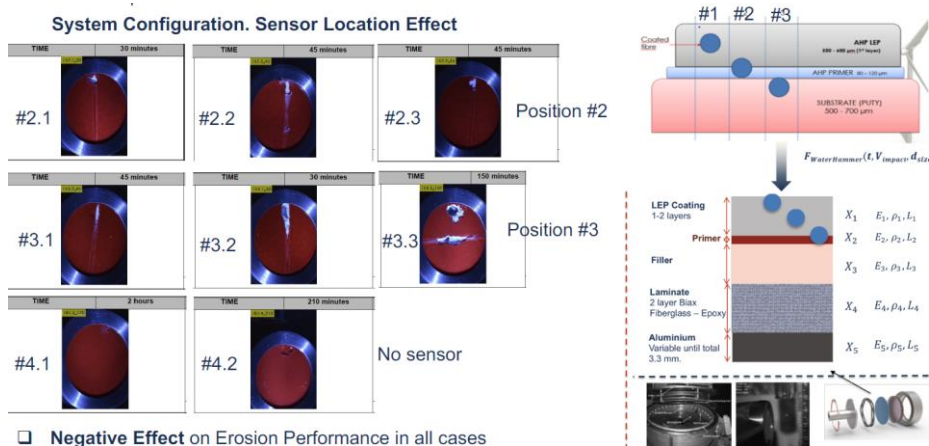 System Configuration. Sensor Location Effect
TIME 30 minutes
#2.1
TIME 45 minutes
#2.2
TIME 45 minutes
#2.3
Position #2
TIME 45 minutes
#3.1
TIME 30 minutes
#3.2
TIME 150 minutes
#3.3
Position #3
TIME 2 hours
#4.1
TIME 210 minutes
#4.2
No sensor
❑ Negative Effect on Erosion Performance in all cases
#1 #2 #3
Coated
fibre
AHP LEP
AHP PRIMER 80 – 120 μm
SUBSTRATE (PUTY)
500 - 700 μm
F_WaterHammer(t, V_impact, d_size
LEP Coating
1-2 layers
X₁ E₁, ρ₁, L₁
Primer
X₂ E₂, ρ₂, L₂
Filler
X₃ E₃, ρ₃, L₃
Laminate
2 layer Biax
Fiberglass – Epoxy
X₄ E₄, ρ₄, L₄
Aluminium
Variable until total
3.3 mm.
X₅ E₅, ρ₅, L₅